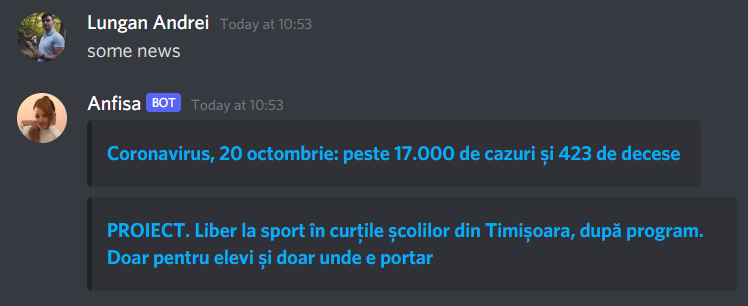 Lungan Andrei Today at 10:53
some news
Anfisa BOT Today at 10:53
Coronavirus, 20 octombrie: peste 17.000 de cazuri și 423 de decese
PROIECT. Liber la sport în curțile școlilor din Timișoara, după program.
Doar pentru elevi și doar unde e portar